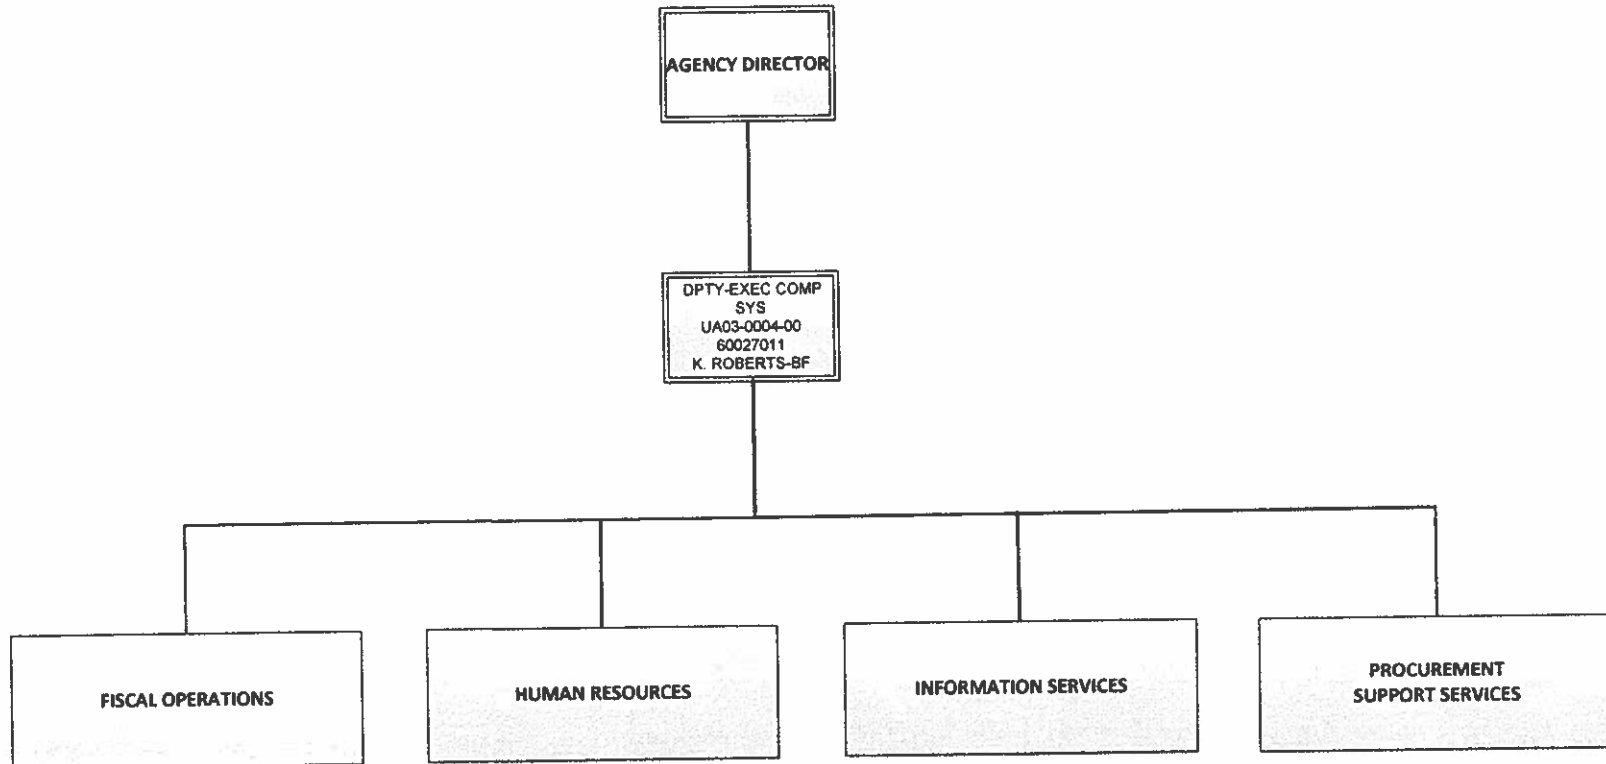 AGENCY DIRECTOR
DPTY-EXEC COMP
SYS
UA03-0004-00
60027011
K. ROBERTS-BF
FISCAL OPERATIONS
HUMAN RESOURCES
INFORMATION SERVICES
PROCUREMENT
SUPPORT SERVICES